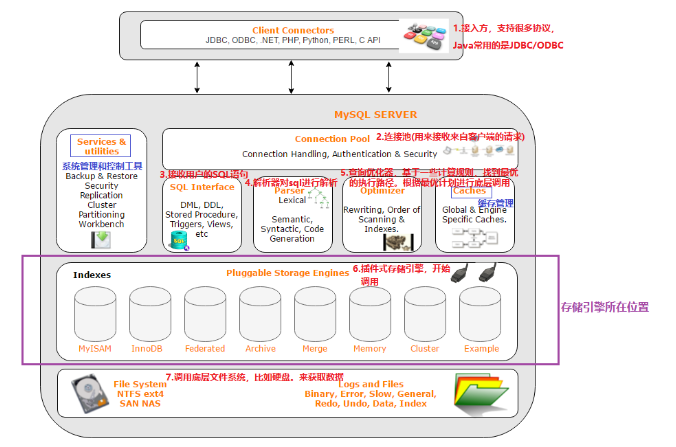 Client Connectors
JDBC, ODBC, .NET, PHP, Python, PERL, C API
1.接入方，支持很多协议，
Java常用的是JDBC/ODBC
MySQL SERVER
Services &
utilities
系统管理和控制工具
Backup & Restore
Security
Replication
Cluster
Partitioning
Workbench
Connection Pool
2.连接池(用来接收来自客户端的请求)
Connection Handling, Authentication & Security
3.接收用户的SQL语句
SQL Interface
DML, DDL,
Stored Procedure,
Triggers, Views,
etc
4.解析器对sql进行解析
Parser
Lexical
Semantic,
Syntactic, Code
Generation
5.查询优化器，基于一些计算规则，找到最优
的执行路径，根据最优计划进行底层调用
Optimizer
Rewriting, Order of
Scanning &
Indexes.
Caches
缓存管理
Global & Engine
Specific Caches.
Indexes
Pluggable Storage Engines
6.插件式存储引擎，开始
调用
MyISAM
InnoDB
Federated
Archive
Merge
Memory
Cluster
Example
存储引擎所在位置
7.调用底层文件系统，比如硬盘。来获取数据
File System
NTFS ext4
SAN NAS
Logs and Files
Binary, Error, Slow, General,
Redo, Undo, Data, Index